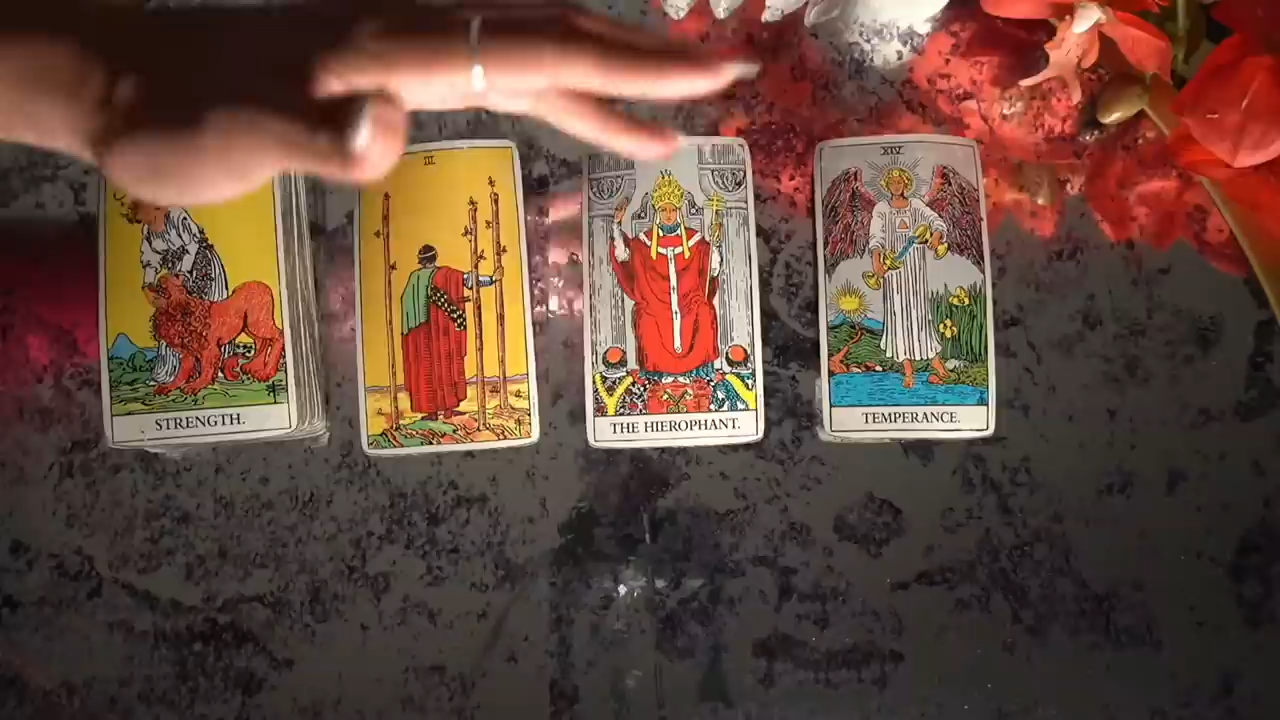 STRENGTH.
III
THE HIEROPHANT.
XIV
TEMPERANCE.